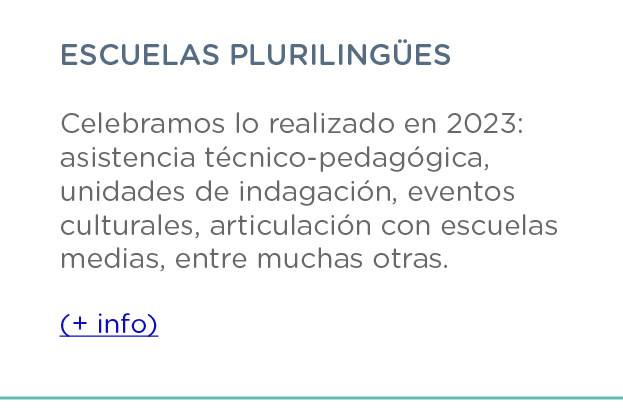 ESCUELAS PLURILINGÜES
Celebramos lo realizado en 2023:
asistencia técnico-pedagógica,
unidades de indagación, eventos
culturales, articulación con escuelas
medias, entre muchas otras.
(+ info)